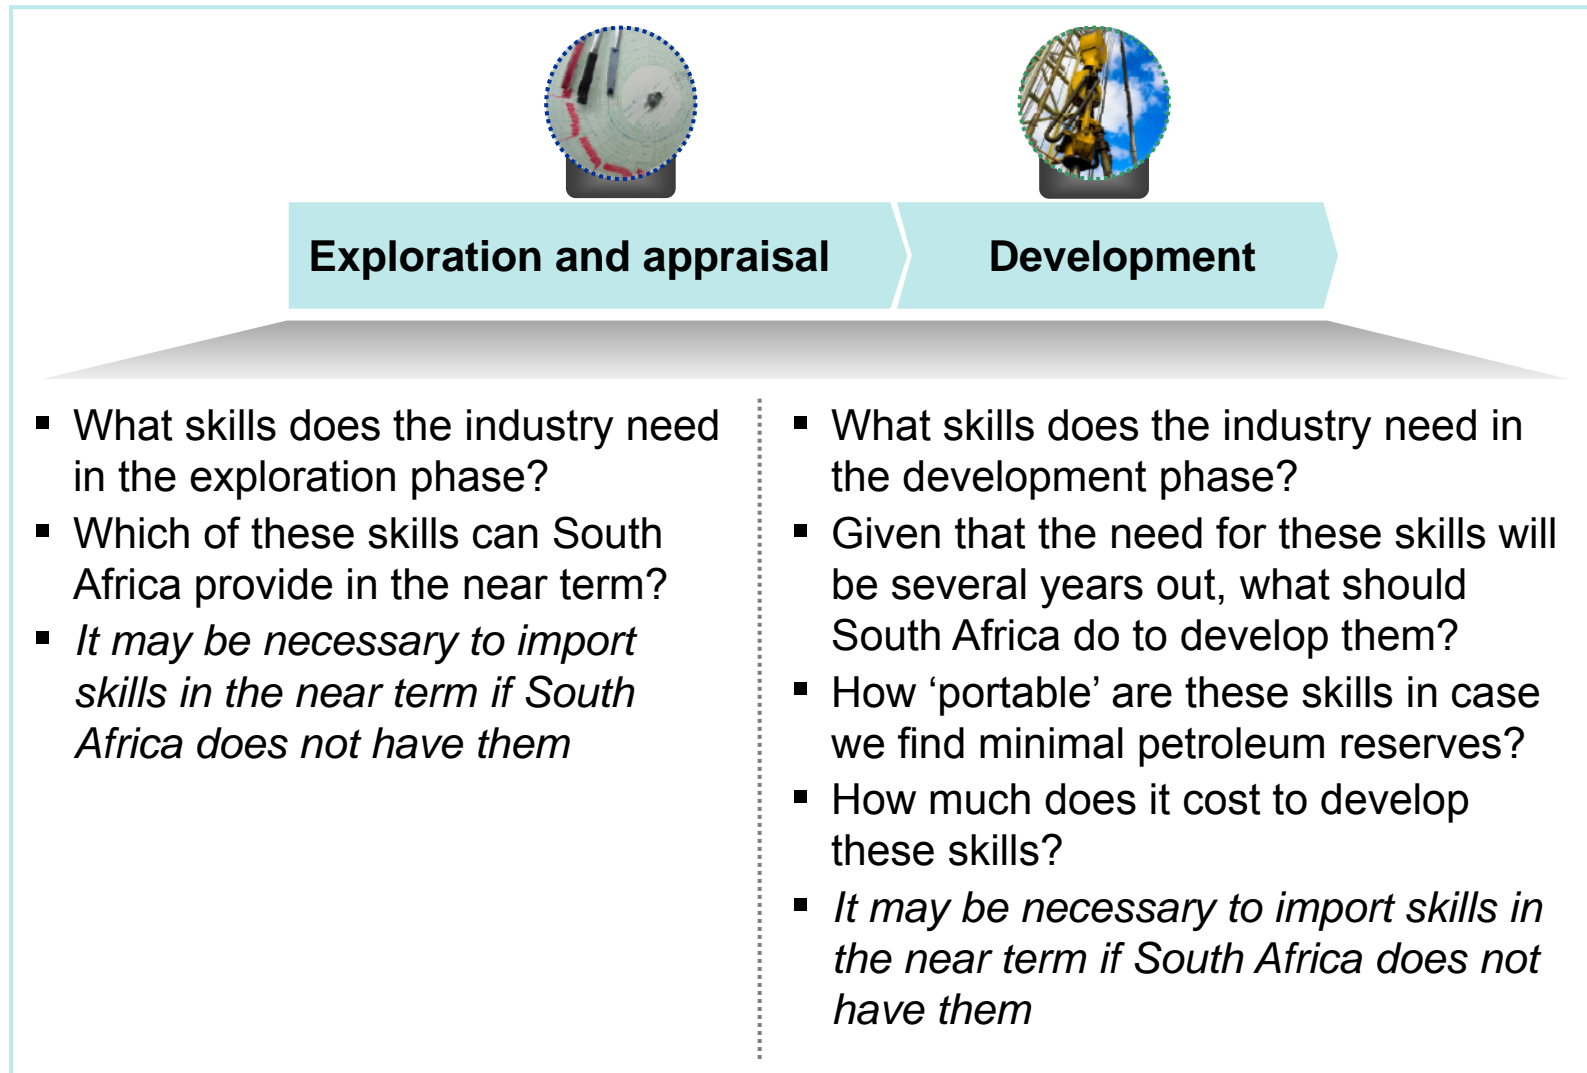 Exploration and appraisal
Development
▪ What skills does the industry need
in the exploration phase?
▪ Which of these skills can South
Africa provide in the near term?
▪ It may be necessary to import
skills in the near term if South
Africa does not have them
▪ What skills does the industry need in
the development phase?
▪ Given that the need for these skills will
be several years out, what should
South Africa do to develop them?
▪ How ‘portable’ are these skills in case
we find minimal petroleum reserves?
▪ How much does it cost to develop
these skills?
▪ It may be necessary to import skills in
the near term if South Africa does not
have them